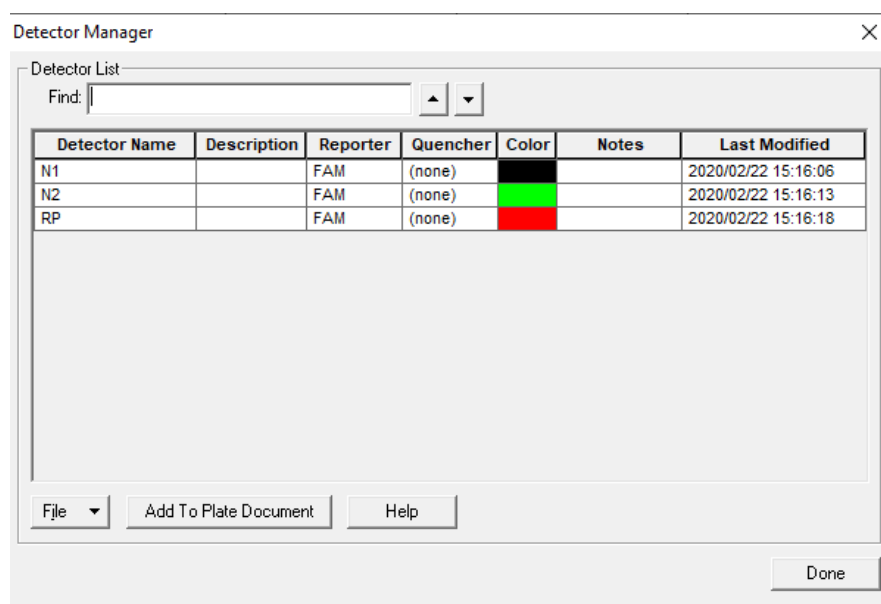 Detector Manager
Detector List
Find:
Detector Name Description Reporter Quencher Color Notes Last Modified
N1 FAM (none) 2020/02/22 15:16:06
N2 FAM (none) 2020/02/22 15:16:13
RP FAM (none) 2020/02/22 15:16:18
File Add To Plate Document Help
Done